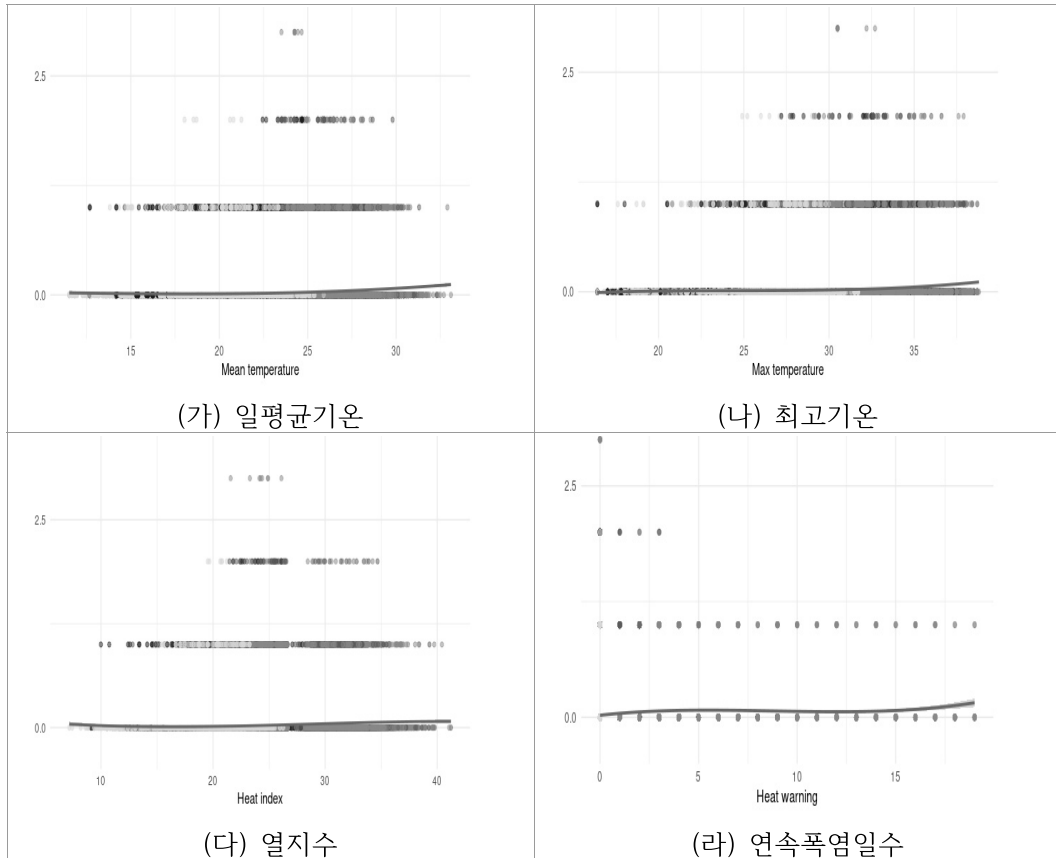 2.5
0.0
15 20 25 30
Mean temperature
(가) 일평균기온
2.5
0.0
20 25 30 35
Max temperature
(나) 최고기온
2.5
0.0
10 20 30 40
Heat index
(다) 열지수
2.5
0.0
0 5 10 15
Heat warning
(라) 연속폭염일수